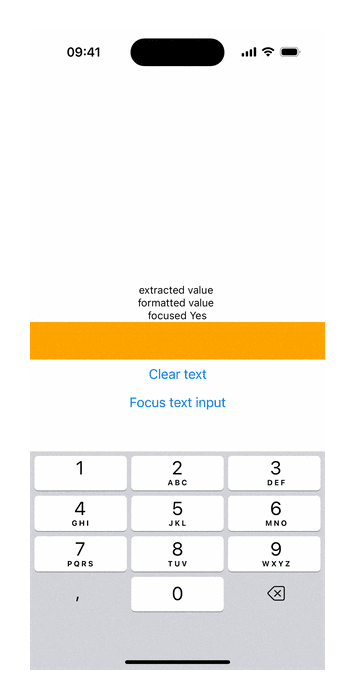 09:41
extracted value
formatted value
focused Yes
Clear text
Focus text input
1 2 3
ABC DEF
4 5 6
GHI JKL MNO
7 8 9
PQRS TUV WXYZ
, 0